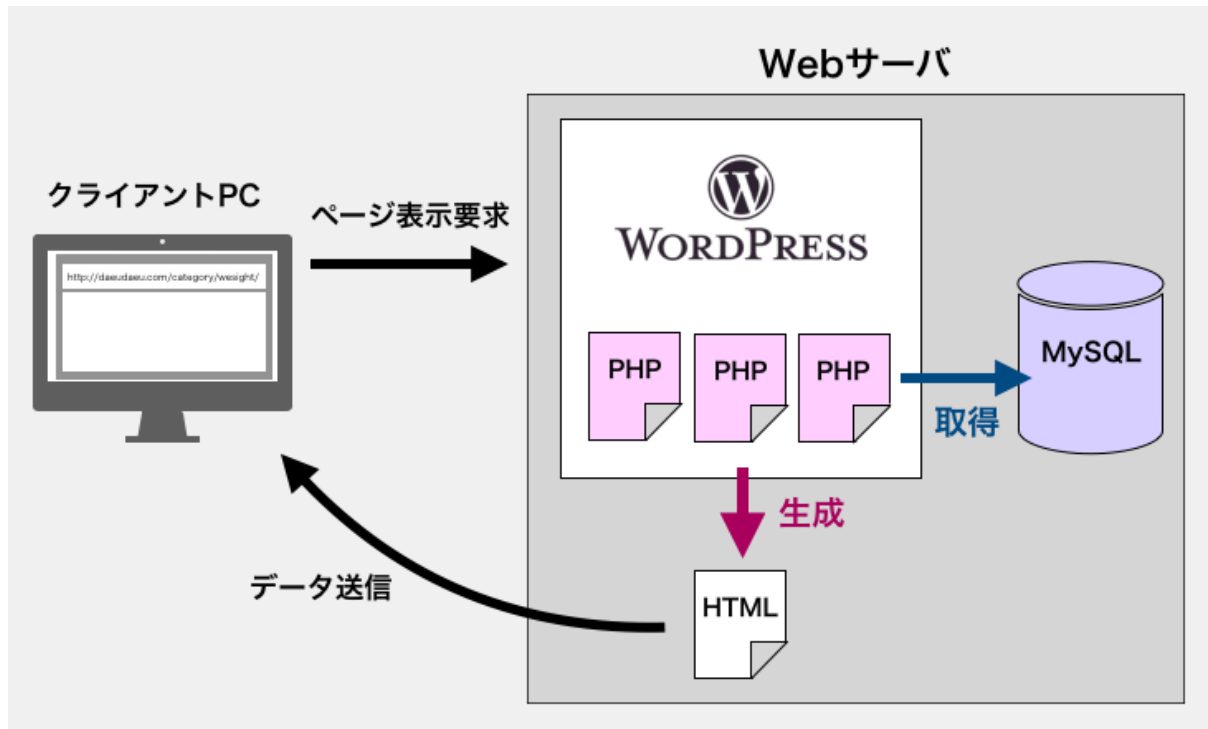 Webサーバ
クライアントPC
ページ表示要求
http://daeudaeu.com/category/wesight/
WORDPRESS
PHP
PHP
PHP
MySQL
取得
生成
データ送信
HTML